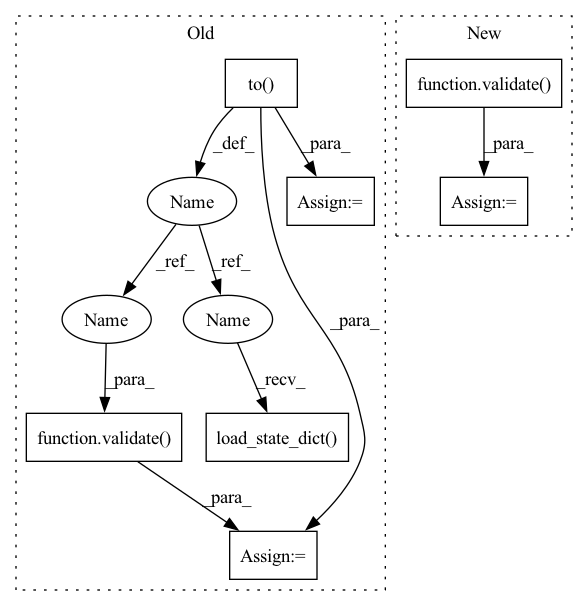 Old
New
to()
function.validate()
_def_
_para_
_para_
Name
Assign:=
Assign:=
_ref_
_ref_
_para_
Name
Name
_para_
_recv_
function.validate()
load_state_dict()
_para_
Assign:=